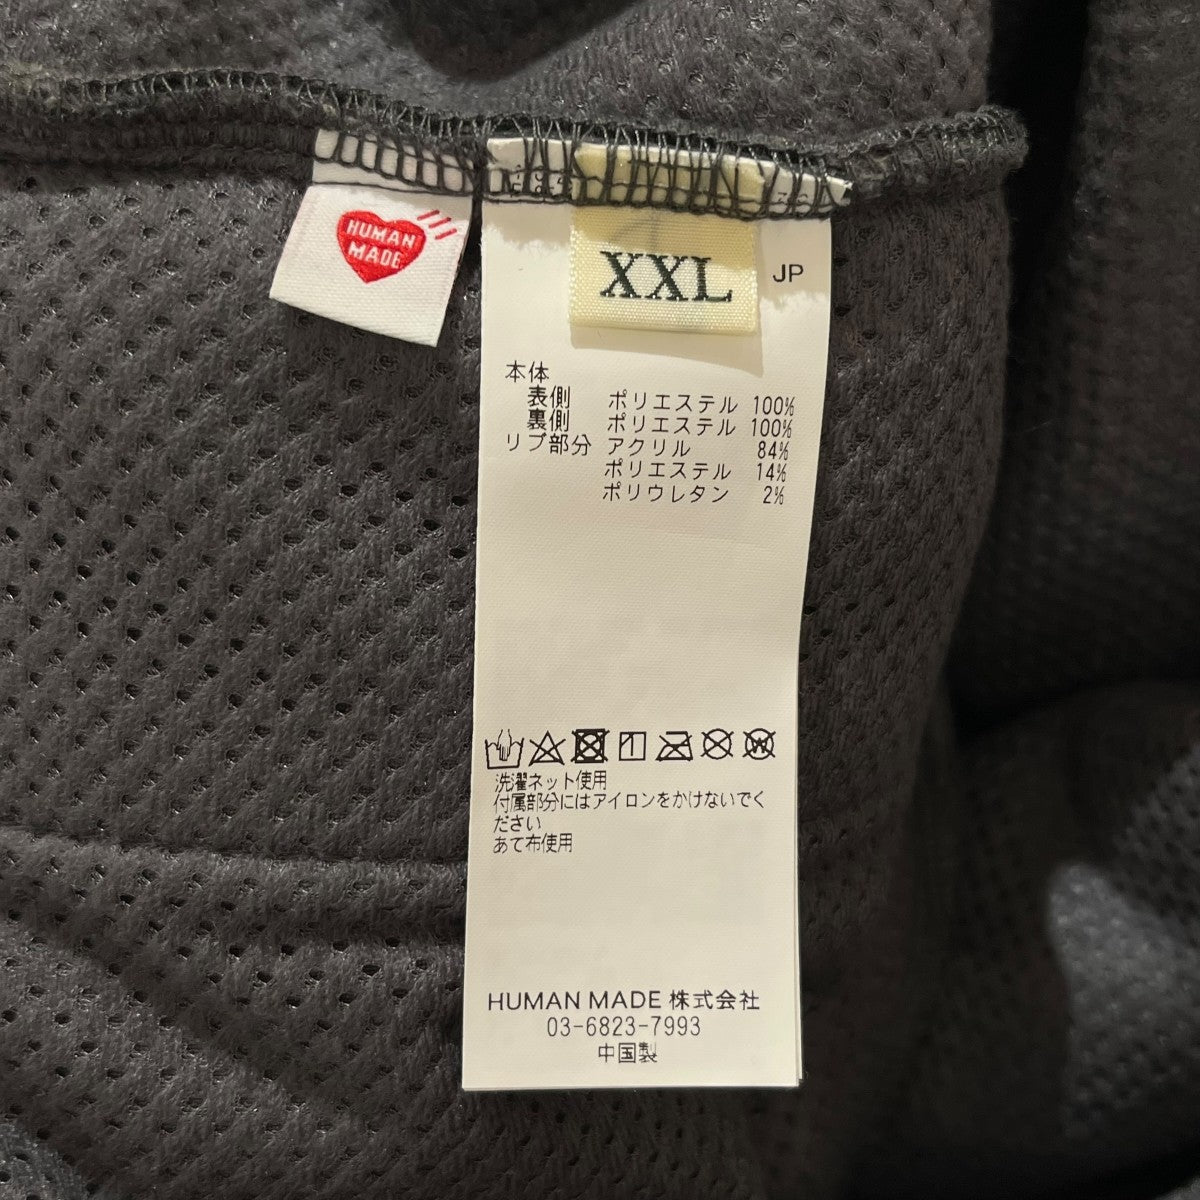 HUMAN
MADE
XXL
JP
本体
表側 ポリエステル 100%
裏側 ポリエステル 100%
リブ部分 アクリル 84%
ポリエステル 14%
ポリウレタン 2%
洗濯ネット使用
付属部分にはアイロンをかけないでく
ださい
あて布使用
HUMAN MADE 株式会社
03-6823-7993
中国製